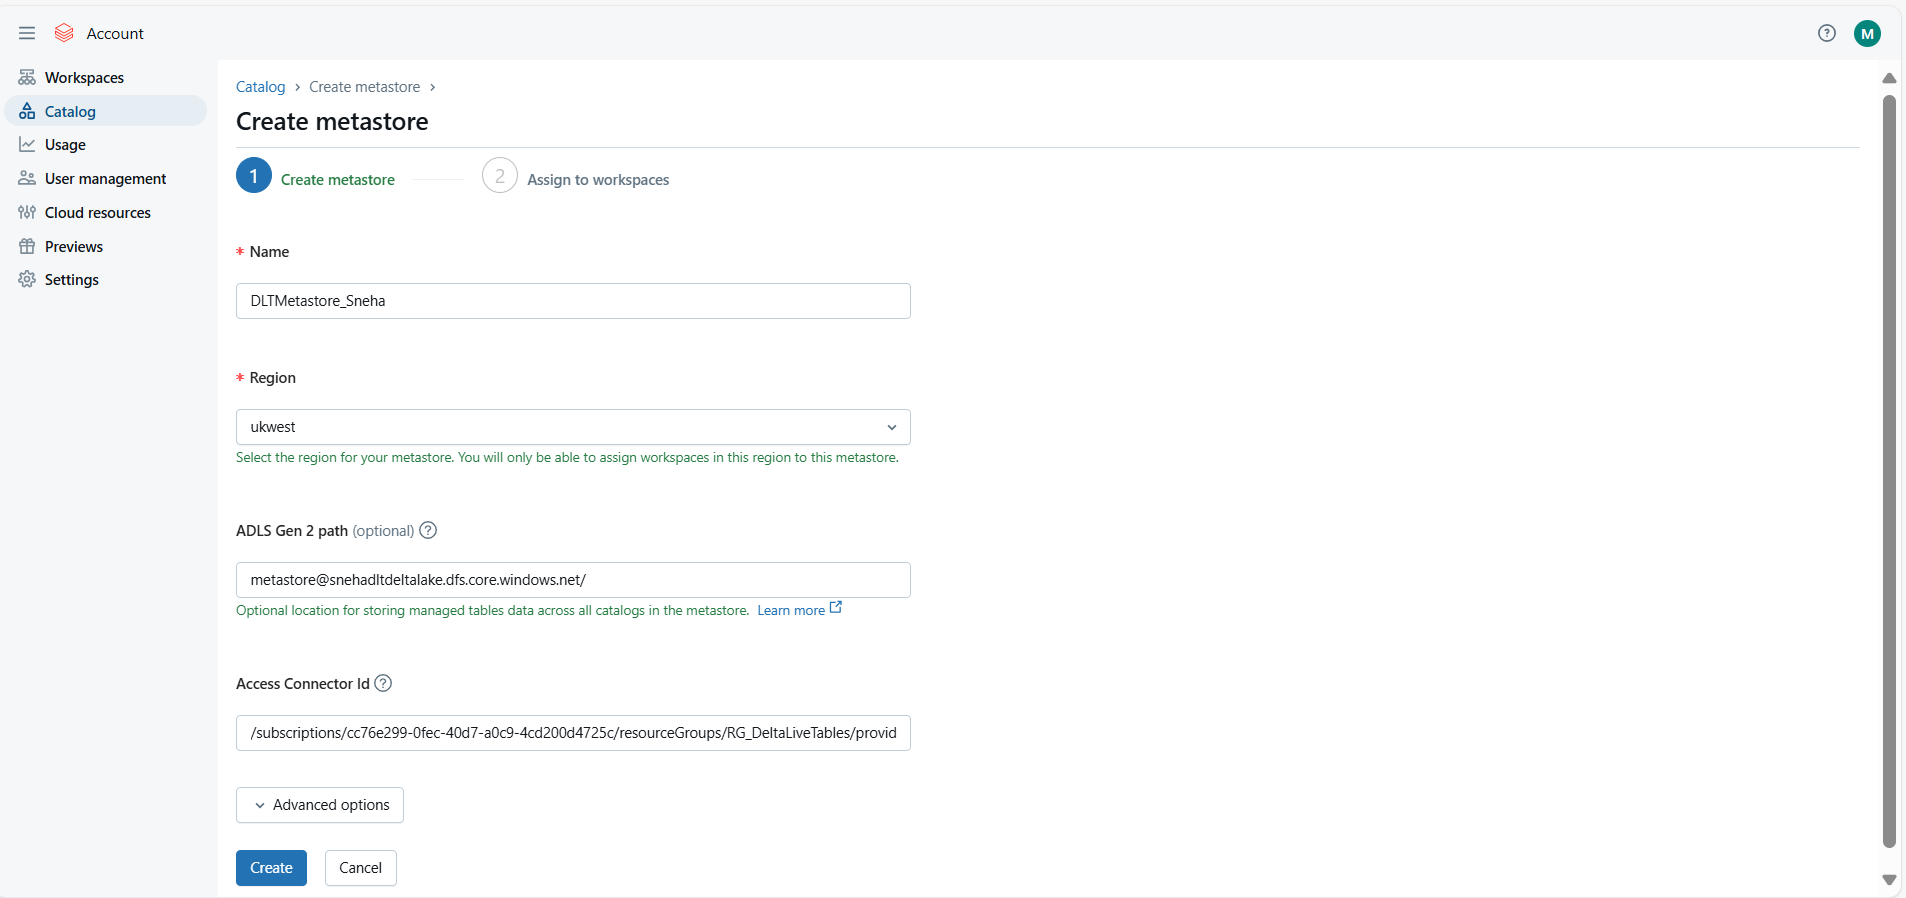 Account
M
Workspaces
Catalog
Usage
User management
Cloud resources
Previews
Settings
Catalog > Create metastore >
Create metastore
1 Create metastore 2 Assign to workspaces
* Name
DLTMetastore_Sneha
* Region
ukwest
Select the region for your metastore. You will only be able to assign workspaces in this region to this metastore.
ADLS Gen 2 path (optional) ?
metastore@snehadltdeltalake.dfs.core.windows.net/
Optional location for storing managed tables data across all catalogs in the metastore. Learn more
Access Connector Id ?
/subscriptions/cc76e299-0fec-40d7-a0c9-4cd200d4725c/resourceGroups/RG_DeltaLiveTables/provid
Advanced options
Create Cancel